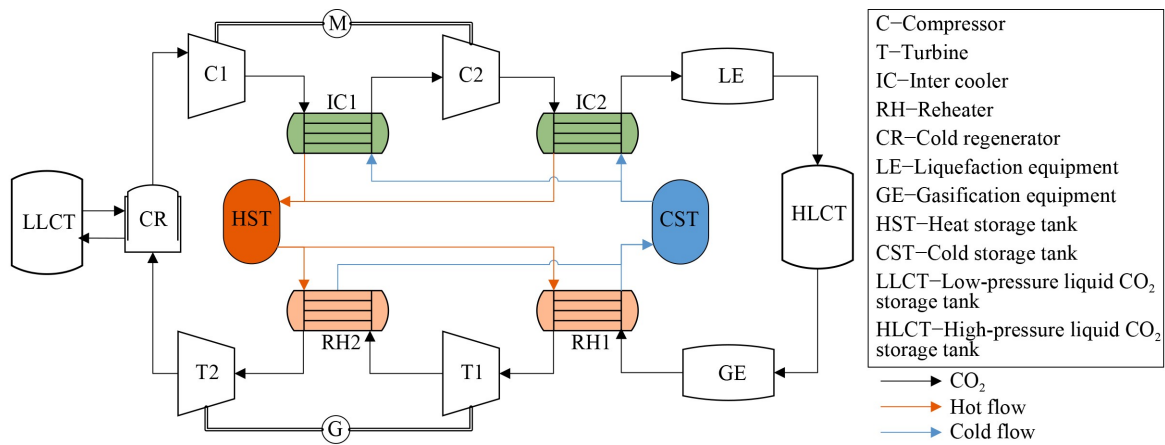 M
C1
C2
LE
IC1
IC2
LLCT
CR
HST
CST
HLCT
RH2
RH1
T2
T1
GE
G
C−Compressor
T−Turbine
IC−Inter cooler
RH−Reheater
CR−Cold regenerator
LE−Liquefaction equipment
GE−Gasification equipment
HST−Heat storage tank
CST−Cold storage tank
LLCT−Low-pressure liquid CO₂
storage tank
HLCT−High-pressure liquid CO₂
storage tank
CO₂
Hot flow
Cold flow